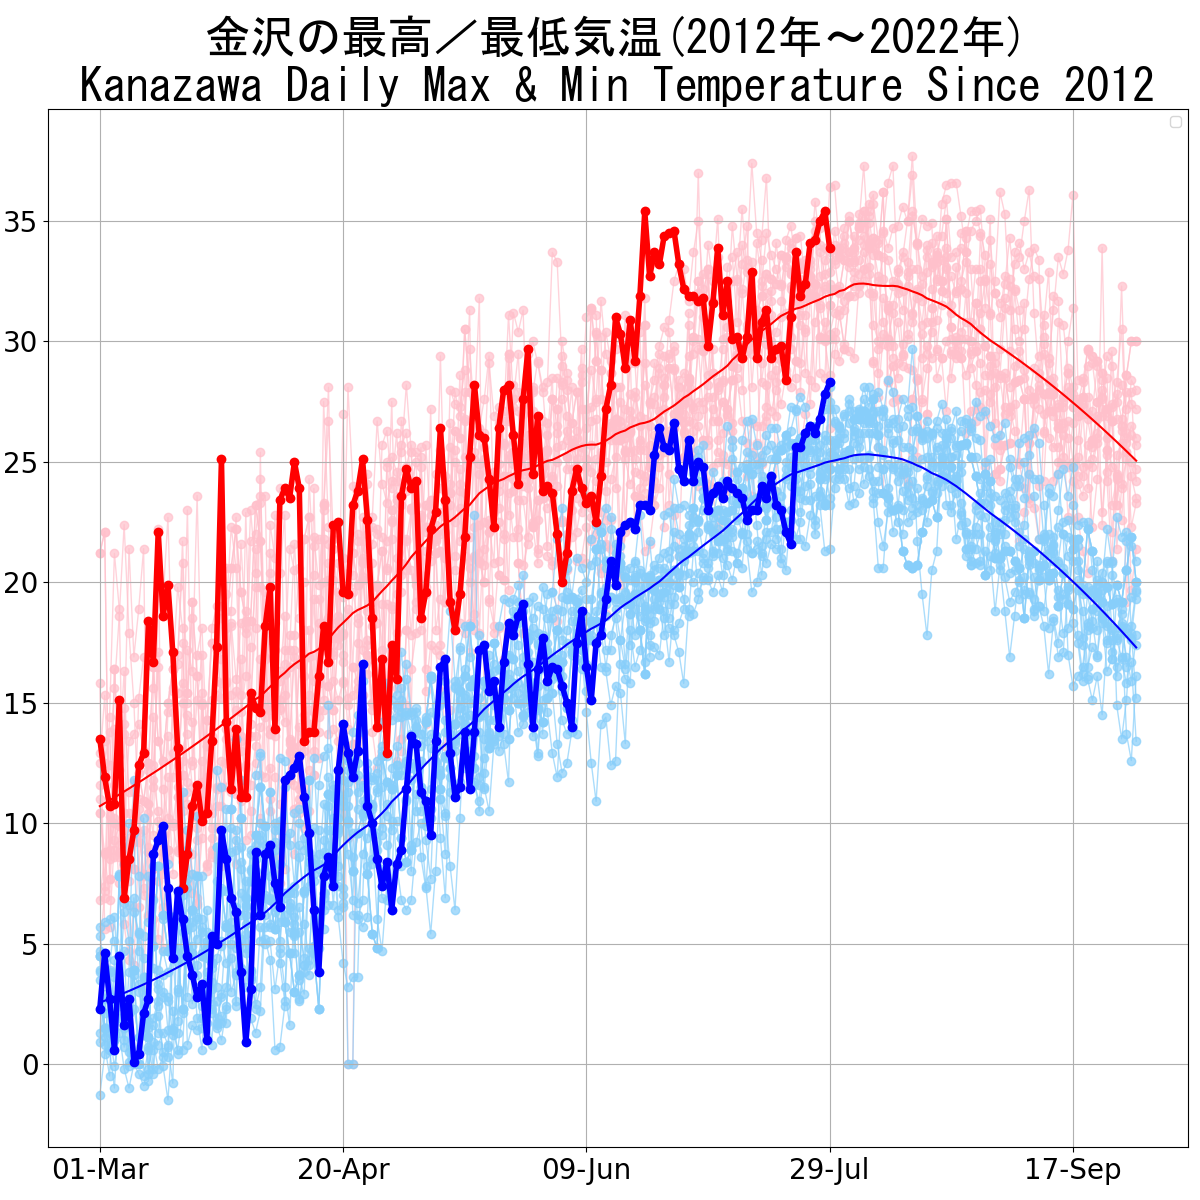 金沢の最高／最低気温(2012年～2022年)
Kanazawa Daily Max & Min Temperature Since 2012
35
30
25
20
15
10
5
0
01-Mar 20-Apr 09-Jun 29-Jul 17-Sep